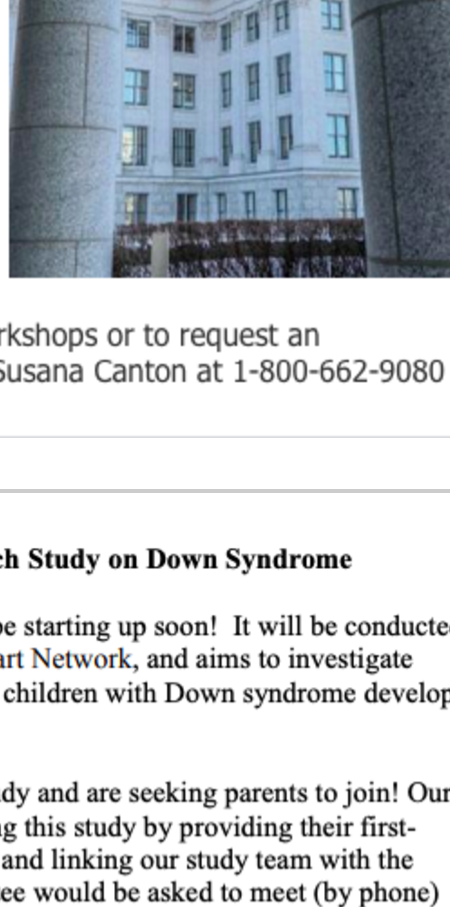 rkshops or to request an
Susana Canton at 1-800-662-9080
ch Study on Down Syndrome
be starting up soon! It will be conducte
art Network, and aims to investigate
children with Down syndrome develop
dy and are seeking parents to join! Our
g this study by providing their first-
and linking our study team with the
ee would be asked to meet (by phone)